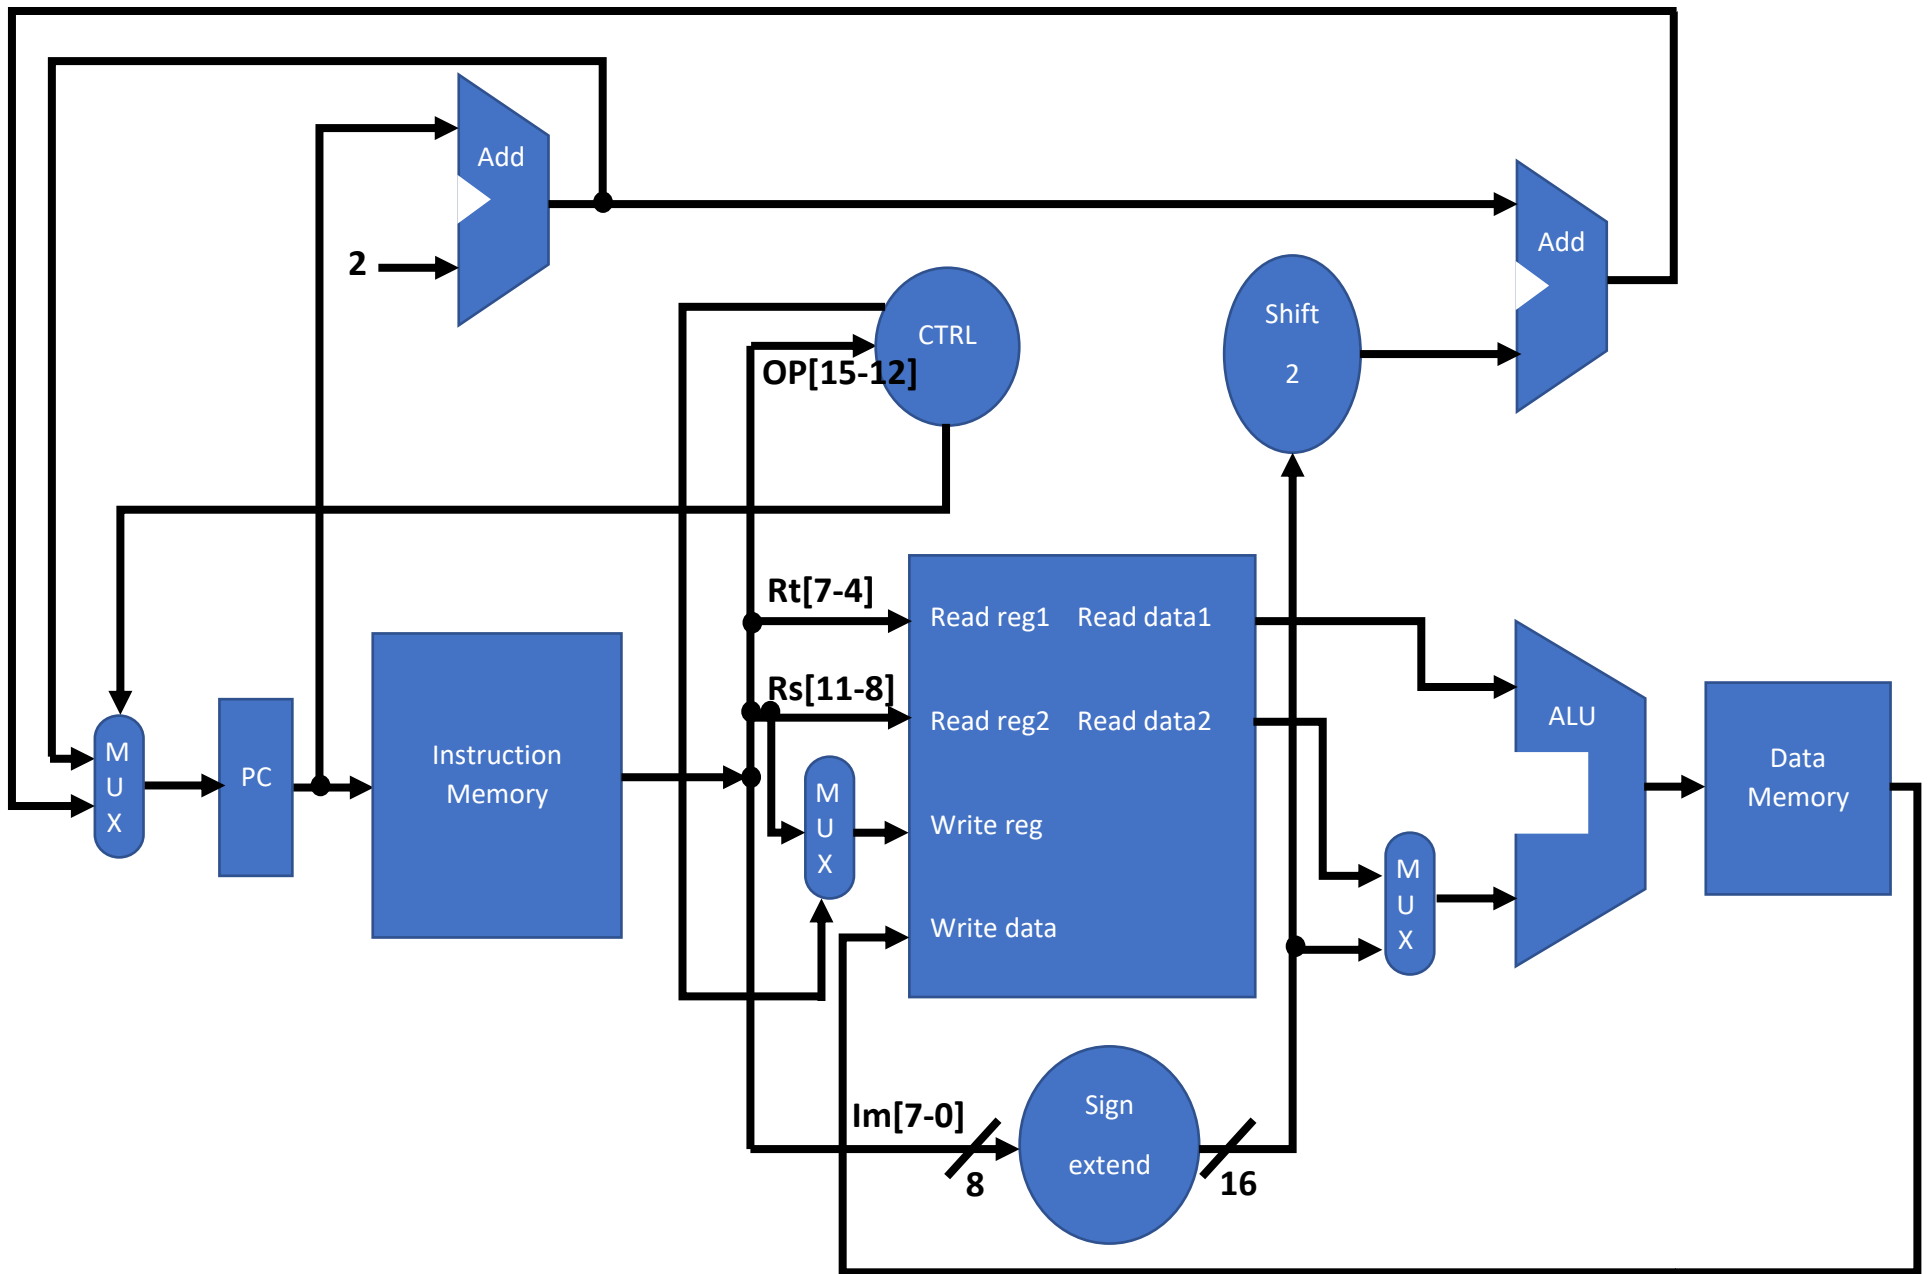 Add
2
Add
CTRL
OP[15-12]
Shift
2
Rt[7-4]
Read reg1 Read data1
Rs[11-8]
Read reg2 Read data2
ALU
M
U
X
PC
Instruction
Memory
Data
Memory
M
U
X
Write reg
M
U
X
Write data
Im[7-0]
Sign
extend
8
16